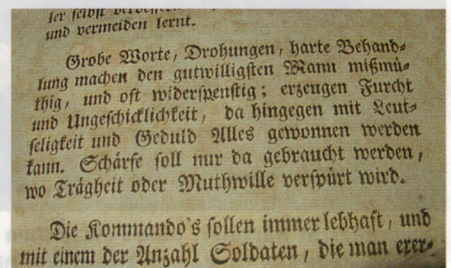 ler selbst verbessern
und vermeiden lernt.
Grobe Worte, Drohungen, harte Behand-
lung machen den gutwilligsten Mann mißmü-
thig, und oft widerspenstig; erzeugen Furcht
und Ungeschicklichkeit, da hingegen mit Leut-
seligkeit und Geduld Alles gewonnen werden
kann. Schärfe soll nur da gebraucht werden,
wo Trägheit oder Muthwille verspürt wird.
Die Kommando's sollen immer lebhaft, und
mit einem der Anzahl Soldaten, die man exer-